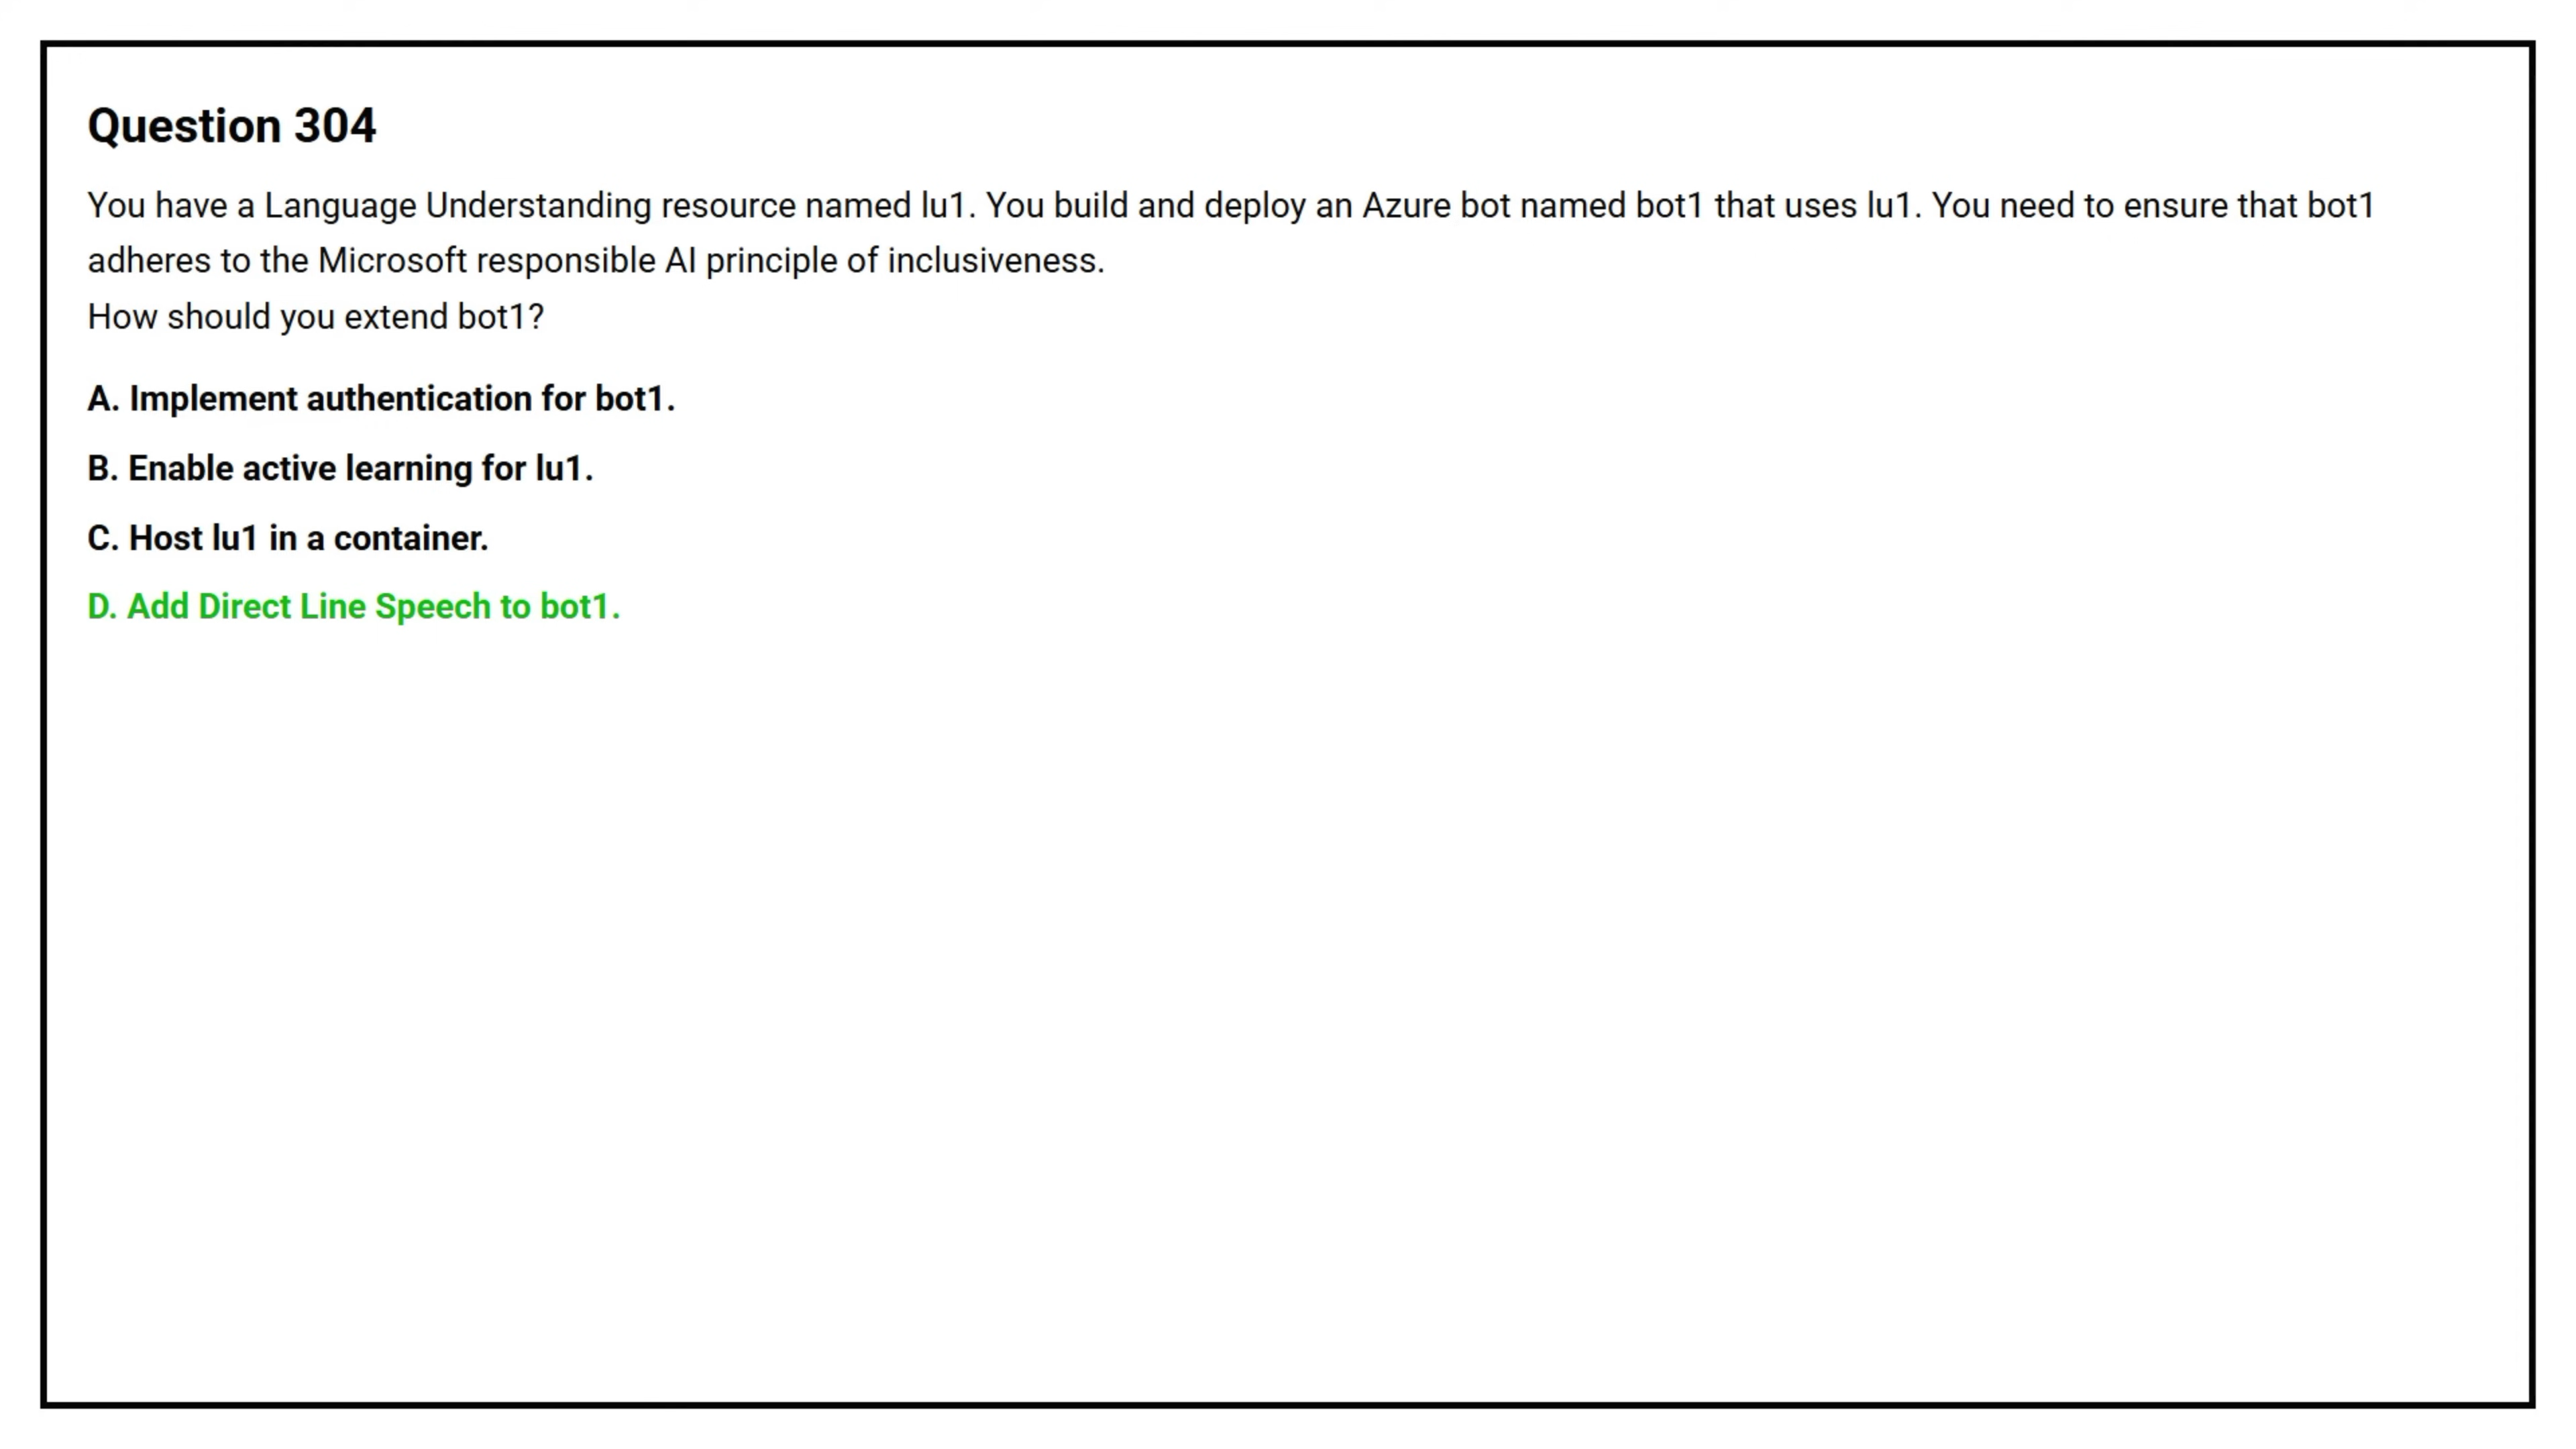 Question 304
You have a Language Understanding resource named lu1. You build and deploy an Azure bot named bot1 that uses lu1. You need to ensure that bot1
adheres to the Microsoft responsible AI principle of inclusiveness.
How should you extend bot1?
A. Implement authentication for bot1.
B. Enable active learning for lu1.
C. Host lu1 in a container.
D. Add Direct Line Speech to bot1.